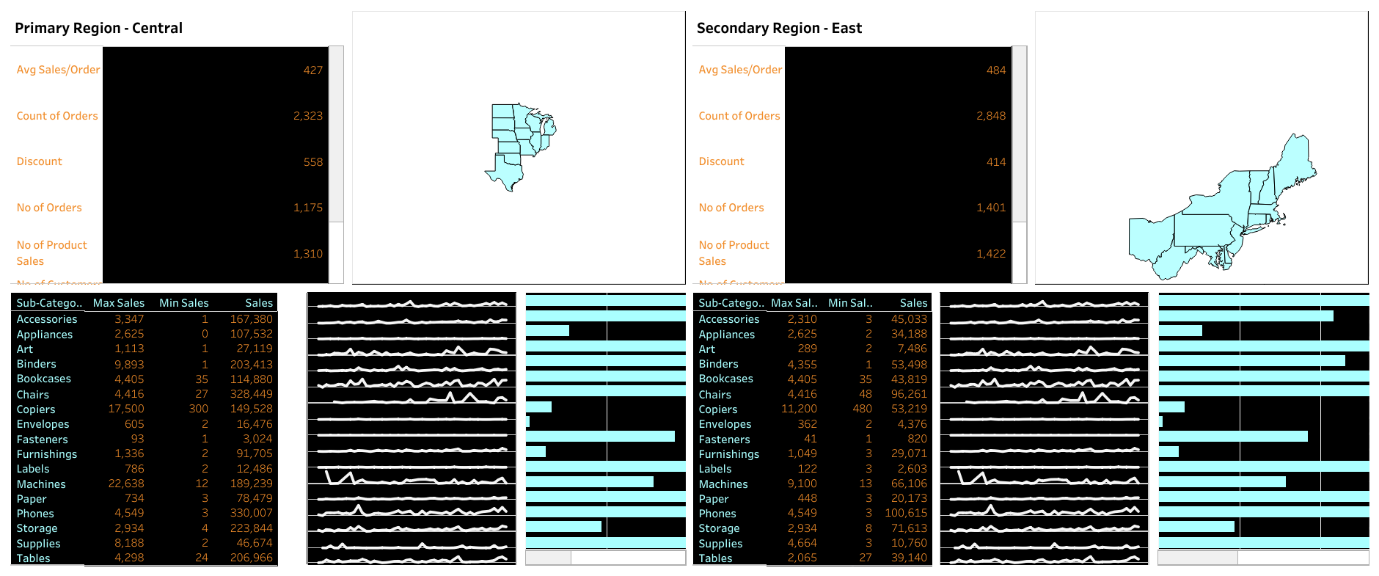 Primary Region - Central
Avg Sales/Order 427
Count of Orders 2,323
Discount 558
No of Orders 1,175
No of Product Sales 1,310
No of Customers
Sub-Catego.. Max Sales Min Sales Sales
Accessories 3,347 1 167,380
Appliances 2,625 0 107,532
Art 1,113 1 27,119
Binders 9,893 1 203,413
Bookcases 4,405 35 114,880
Chairs 4,416 27 328,449
Copiers 17,500 300 149,528
Envelopes 605 2 16,476
Fasteners 93 1 3,024
Furnishings 1,336 2 91,705
Labels 786 2 12,486
Machines 22,638 12 189,239
Paper 734 3 78,479
Phones 4,549 3 330,007
Storage 2,934 4 223,844
Supplies 8,188 2 46,674
Tables 4,298 24 206,966
Secondary Region - East
Avg Sales/Order 484
Count of Orders 2,848
Discount 414
No of Orders 1,401
No of Product Sales 1,422
No of Customers
Sub-Catego.. Max Sal.. Min Sal.. Sales
Accessories 2,310 3 45,033
Appliances 2,625 2 34,188
Art 289 2 7,486
Binders 4,355 1 53,498
Bookcases 4,405 35 43,819
Chairs 4,416 48 96,261
Copiers 11,200 480 53,219
Envelopes 362 2 4,376
Fasteners 41 1 820
Furnishings 1,049 3 29,071
Labels 122 3 2,603
Machines 9,100 13 66,106
Paper 448 3 20,173
Phones 4,549 3 100,615
Storage 2,934 8 71,613
Supplies 4,664 3 10,760
Tables 2,065 27 39,140